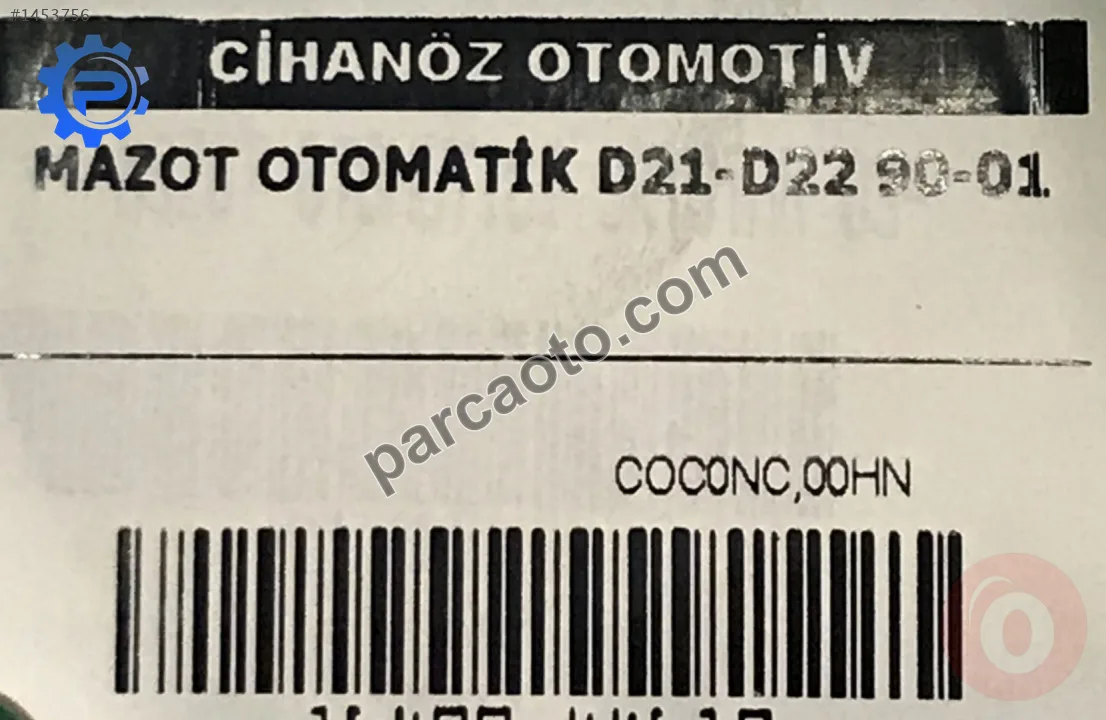 #1453756
CİHANÖZ OTOMOTİV
MAZOT OTOMATİK D21-D22 90-01.
parcaoto.com
COC0NC,00HN